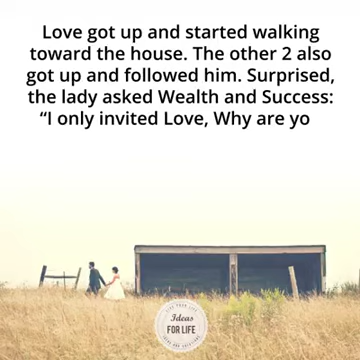 Love got up and started walking
toward the house. The other 2 also
got up and followed him. Surprised,
the lady asked Wealth and Success:
“I only invited Love, Why are yo
Ideas
FOR LIFE